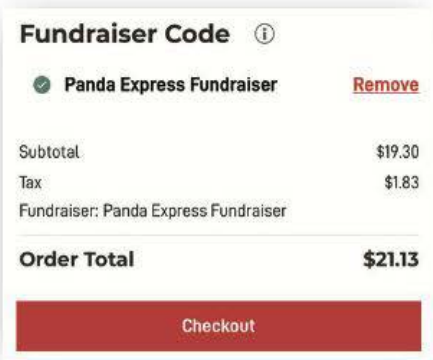 Fundraiser Code
Panda Express Fundraiser Remove
Subtotal $19.30
Tax $1.83
Fundraiser: Panda Express Fundraiser
Order Total $21.13
Checkout